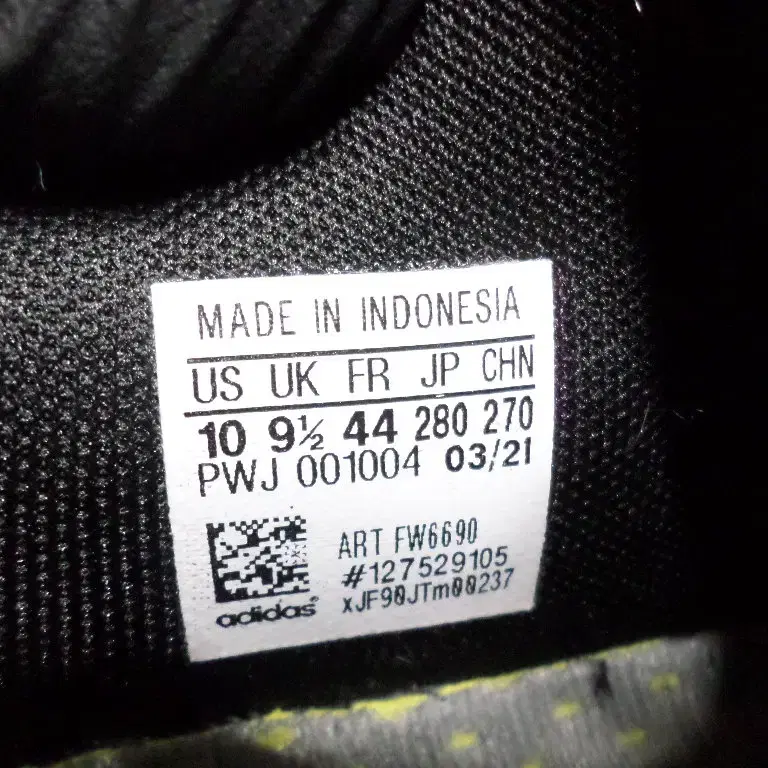 MADE IN INDONESIA
US UK FR JP CHN
10 9½ 44 280 270
PWJ 001004 03/21
ART FW6690
#127529105
xJF90JTm00237
adidas®